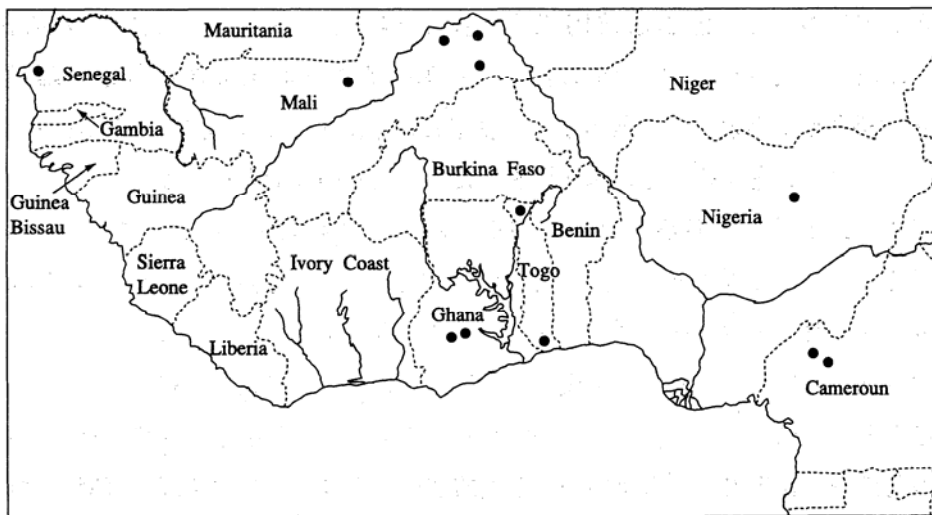 Mauritania
Senegal
Mali
Niger
Gambia
Burkina Faso
Guinea
Bissau
Guinea
Nigeria
Benin
Sierra
Leone
Ivory Coast
Togo
Ghana
Liberia
Cameroun